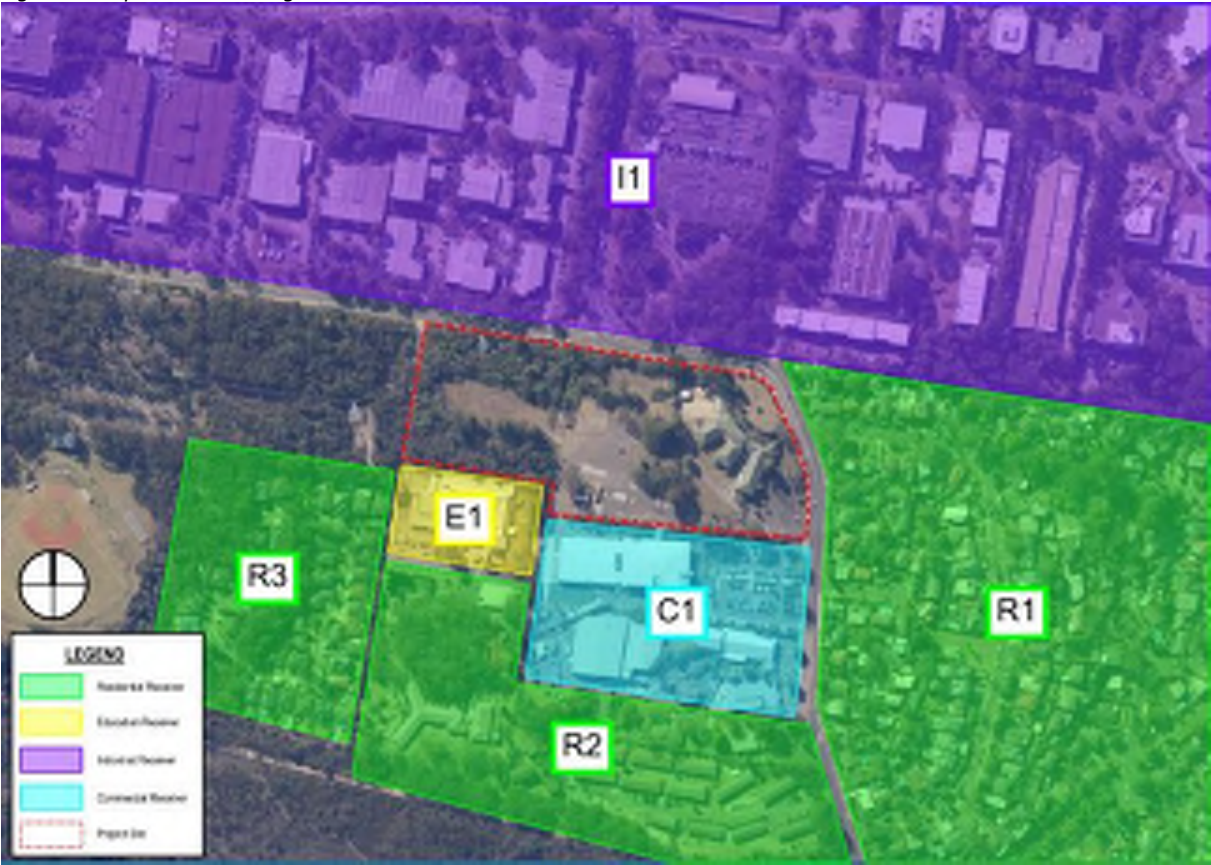 I1
E1
R3
C1
R1
R2
LEGEND
Residential Receiver
Education Receiver
Industrial Receiver
Commercial Receiver
Project Site